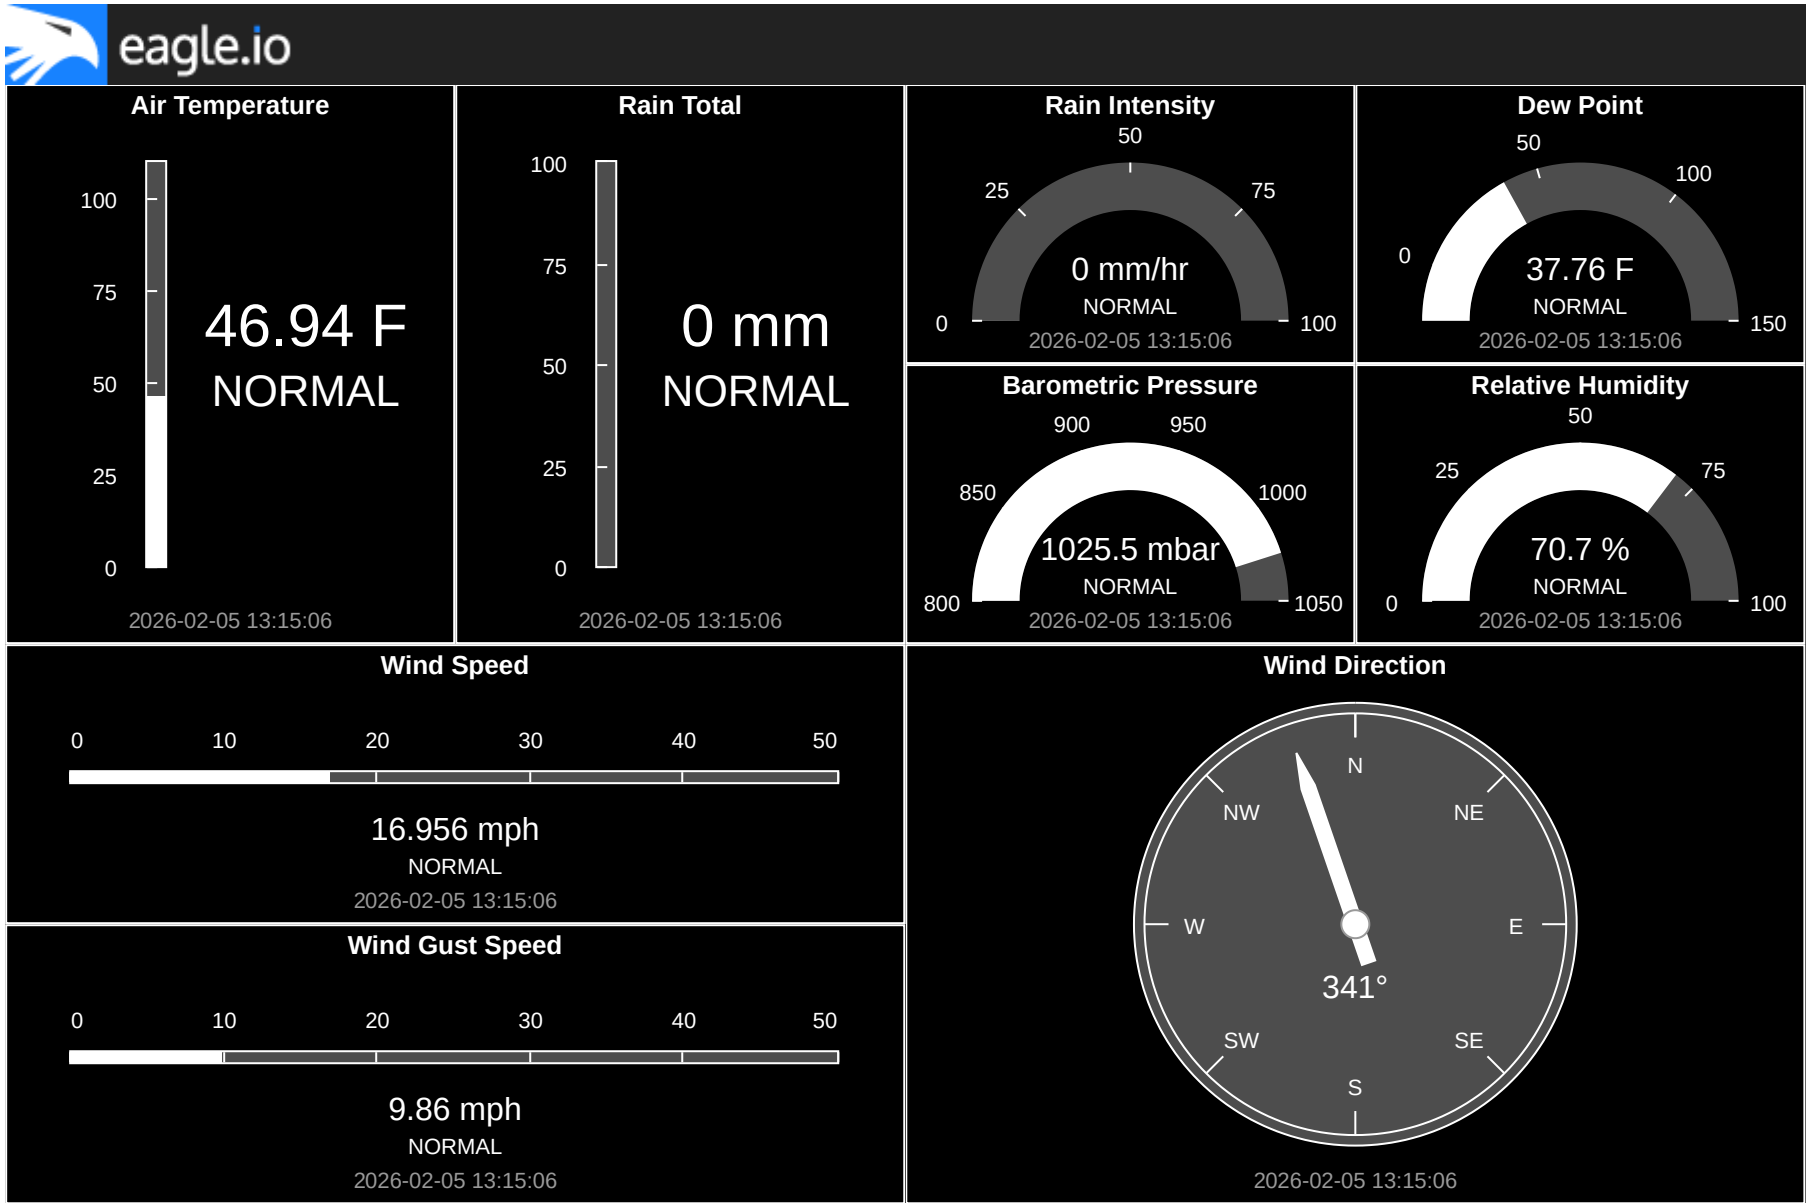 eagle.io
Air Temperature
100
75
50
25
0
46.94 F
NORMAL
2026-02-05 13:15:06
Rain Total
100
75
50
25
0
0 mm
NORMAL
2026-02-05 13:15:06
Rain Intensity
50
25
75
0
100
0 mm/hr
NORMAL
2026-02-05 13:15:06
Dew Point
50
100
0
150
37.76 F
NORMAL
2026-02-05 13:15:06
Barometric Pressure
900
950
850
1000
800
1050
1025.5 mbar
NORMAL
2026-02-05 13:15:06
Relative Humidity
50
25
75
0
100
70.7 %
NORMAL
2026-02-05 13:15:06
Wind Speed
0 10 20 30 40 50
16.956 mph
NORMAL
2026-02-05 13:15:06
Wind Gust Speed
0 10 20 30 40 50
9.86 mph
NORMAL
2026-02-05 13:15:06
Wind Direction
N
NW NE
W E
341°
SW SE
S
2026-02-05 13:15:06